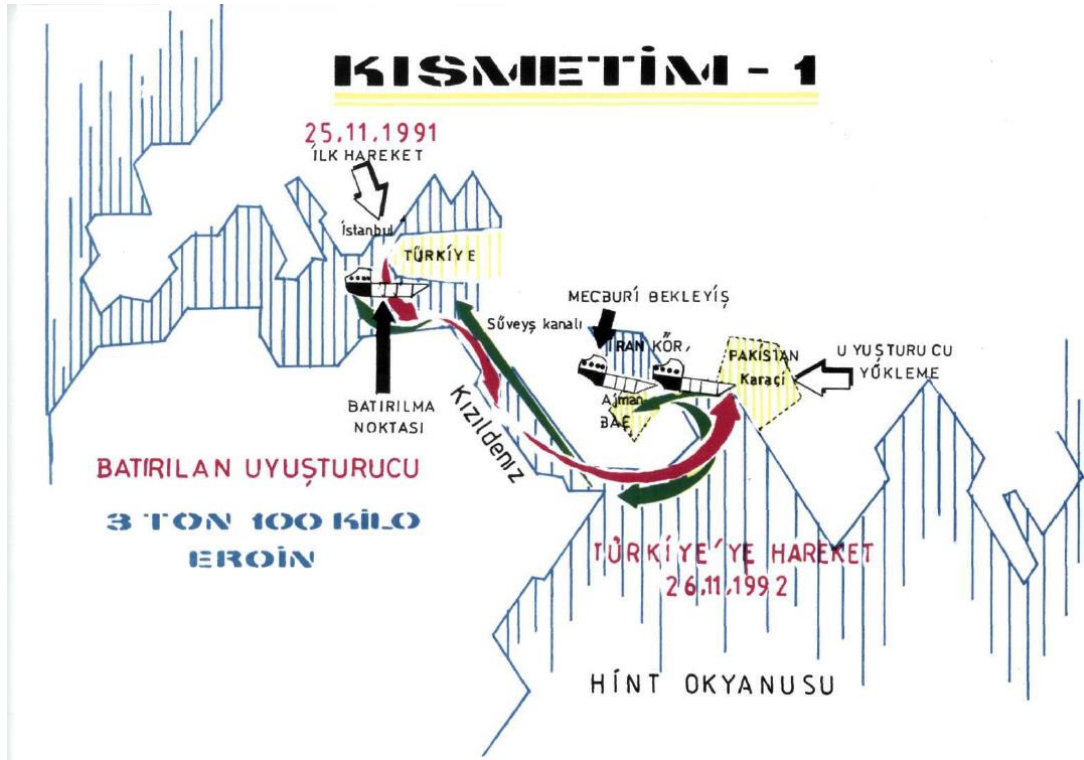 KISMETİM - 1
25.11.1991
İLK HAREKET
İstanbul
TÜRKİYE
MECBURİ BEKLEYİŞ
Süveyş kanalı
İRAN KÖR.
PAKİSTAN
Karaçi
UYUŞTURUCU
YÜKLEME
Ajman
BAE
BATIRILMA
NOKTASI
Kızıldeniz
BATIRILAN UYUŞTURUCU
3 TON 100 KİLO
EROİN
TÜRKİYE'YE HAREKET
26.11.1992
HİNT OKYANUSU